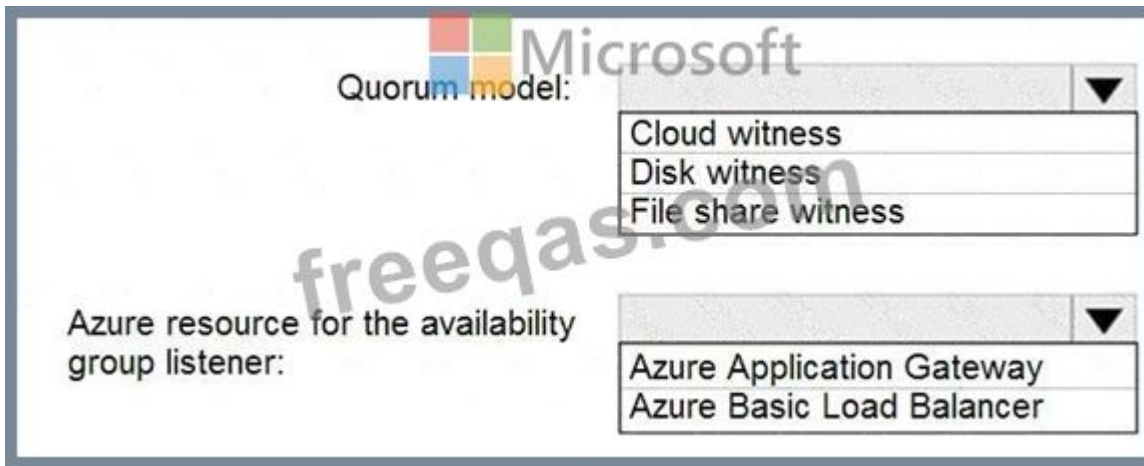 Microsoft
Quorum model:
Cloud witness
Disk witness
File share witness
freeqas.com
Azure resource for the availability
group listener:
Azure Application Gateway
Azure Basic Load Balancer